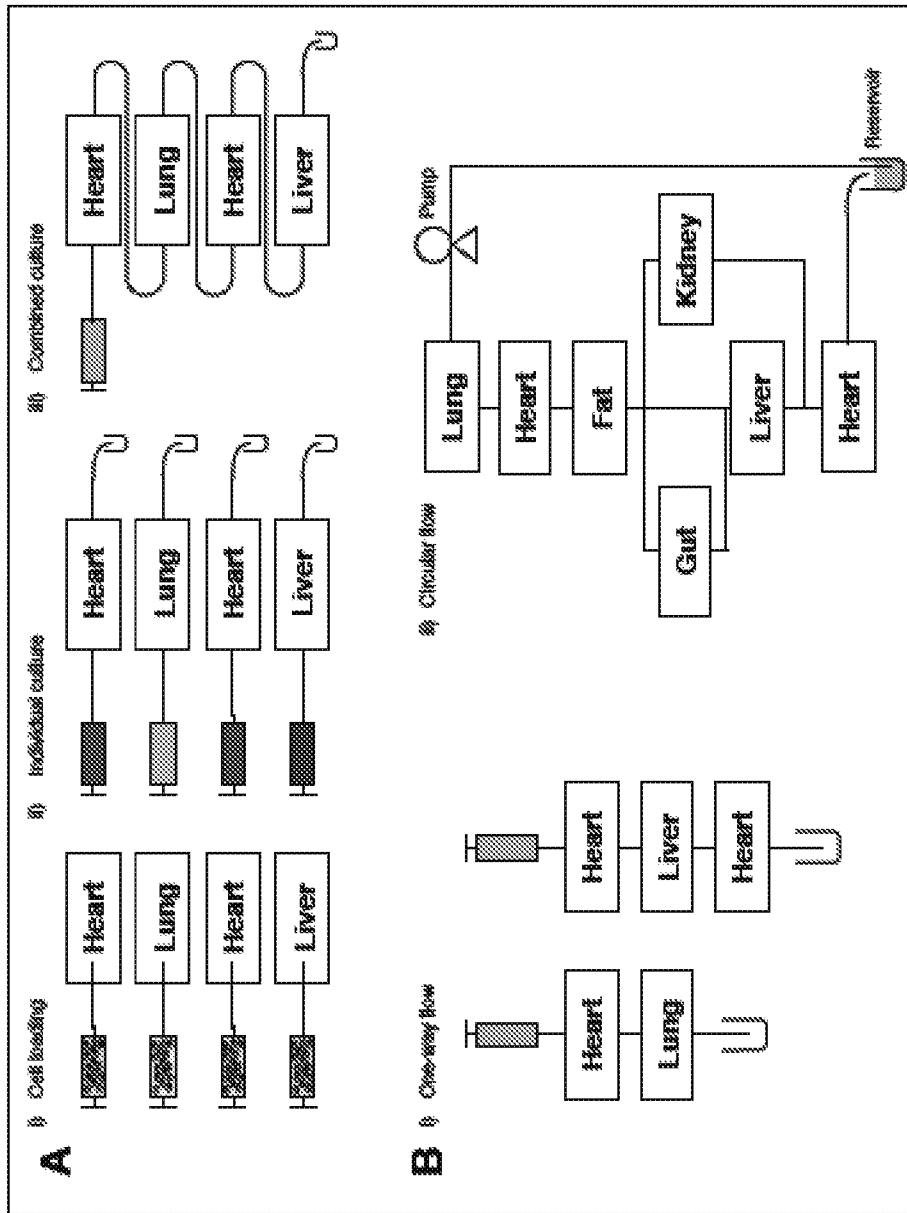 A
i) Cell loading
Heart
Lung
Heart
Liver
ii) Individual culture
Heart
Lung
Heart
Liver
iii) Combined culture
Heart
Lung
Heart
Liver
B
i) One-way flow
Heart
Lung
Heart
Liver
Heart
ii) Circular flow
Pump
Lung
Heart
Fat
Gut
Kidney
Liver
Heart
Reservoir